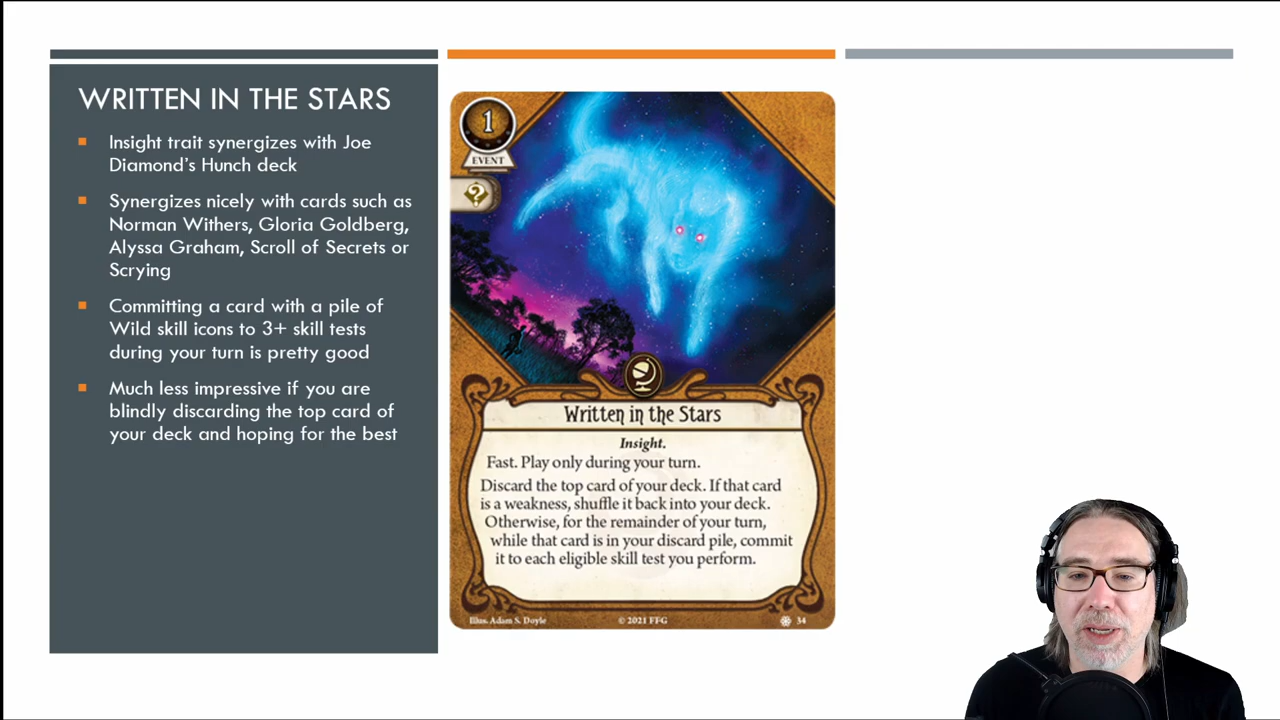 WRITTEN IN THE STARS
Insight trait synergizes with Joe
Diamond's Hunch deck
Synergizes nicely with cards such as
Norman Withers, Gloria Goldberg,
Alyssa Graham, Scroll of Secrets or
Scrying
Committing a card with a pile of
Wild skill icons to 3+ skill tests
during your turn is pretty good
Much less impressive if you are
blindly discarding the top card of
your deck and hoping for the best
1
EVENT
?
Written in the Stars
Insight.
Fast. Play only during your turn.
Discard the top card of your deck. If that card
is a weakness, shuffle it back into your deck.
Otherwise, for the remainder of your turn,
while that card is in your discard pile, commit
it to each eligible skill test you perform.
Illus. Adam S. Doyle © 2021 FFG 34